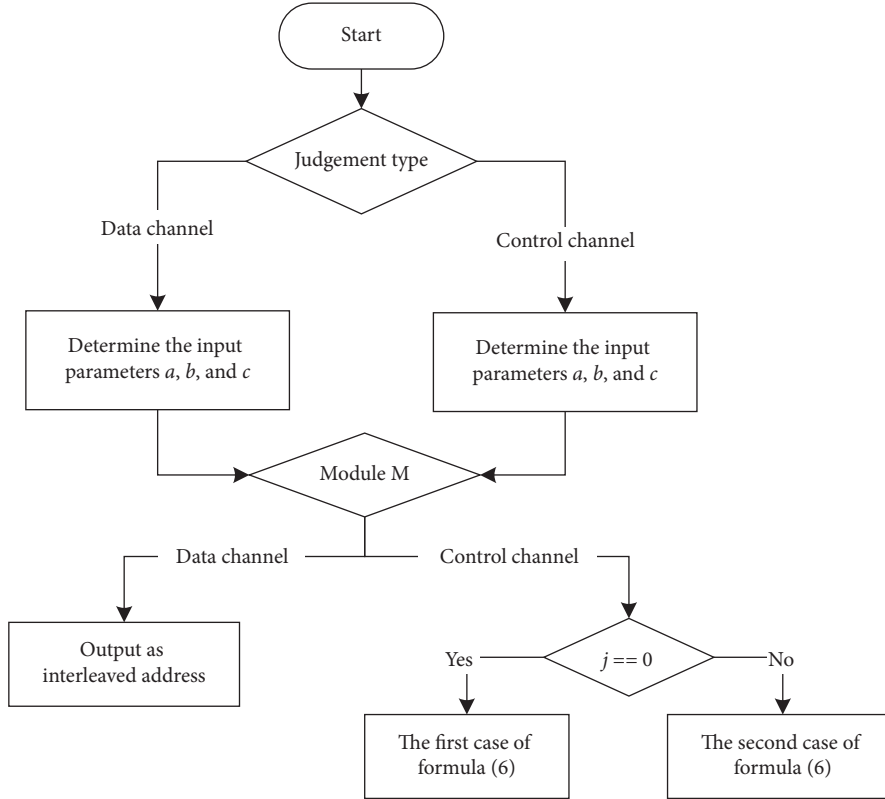 Start
Judgement type
Data channel
Control channel
Determine the input
parameters a, b, and c
Determine the input
parameters a, b, and c
Module M
Data channel
Control channel
Output as
interleaved address
Yes
j == 0
No
The first case of
formula (6)
The second case of
formula (6)